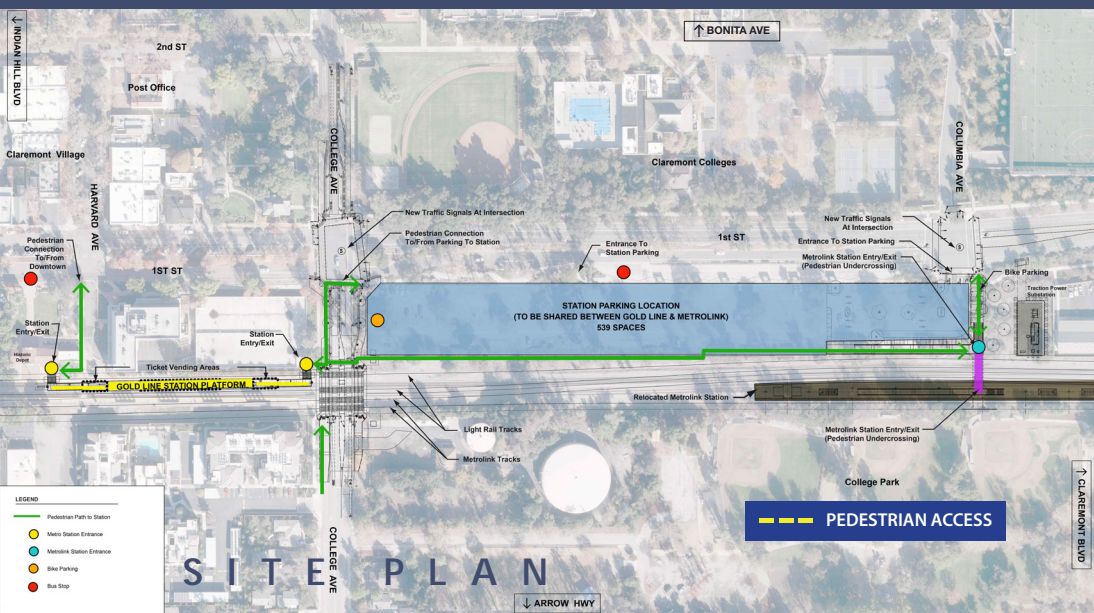 ↓ INDIAN HILL BLVD
2nd ST
↑ BONITA AVE
Post Office
Claremont Village
COLLEGE AVE
Claremont Colleges
COLUMBIA AVE
HARVARD AVE
New Traffic Signals At Intersection
New Traffic Signals
At Intersection
Pedestrian
Connection
To/From
Downtown
Pedestrian Connection
To/From Parking To Station
Entrance To
Station Parking
1st ST
Entrance To Station Parking
Metrolink Station Entry/Exit
(Pedestrian Undercrossing)
1ST ST
Bike Parking
Traction Power
Substation
S
S
STATION PARKING LOCATION
(TO BE SHARED BETWEEN GOLD LINE & METROLINK)
539 SPACES
Station
Entry/Exit
Station
Entry/Exit
Historic
Depot
Ticket Vending Areas
GOLD LINE STATION PLATFORM
Relocated Metrolink Station
Light Rail Tracks
Metrolink Tracks
Metrolink Station Entry/Exit
(Pedestrian Undercrossing)
College Park
↑ CLAREMONT BLVD
LEGEND
Pedestrian Path to Station
Metro Station Entrance
Metrolink Station Entrance
Bike Parking
Bus Stop
COLLEGE AVE
PEDESTRIAN ACCESS
SITE PLAN
↓ ARROW HWY